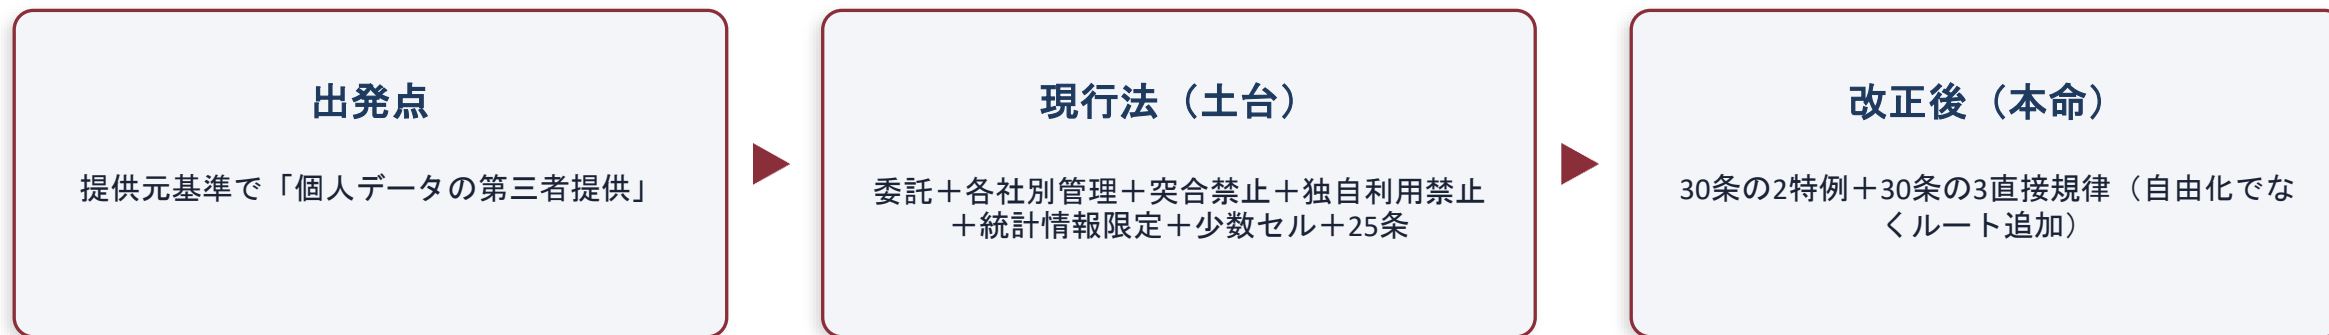 出発点
提供元基準で「個人データの第三者提供」
現行法（土台）
委託＋各社別管理＋突合禁止＋独自利用禁止
＋統計情報限定＋少数セル＋25条
改正後（本命）
30条の2特例＋30条の3直接規律（自由化でな
くルート追加）